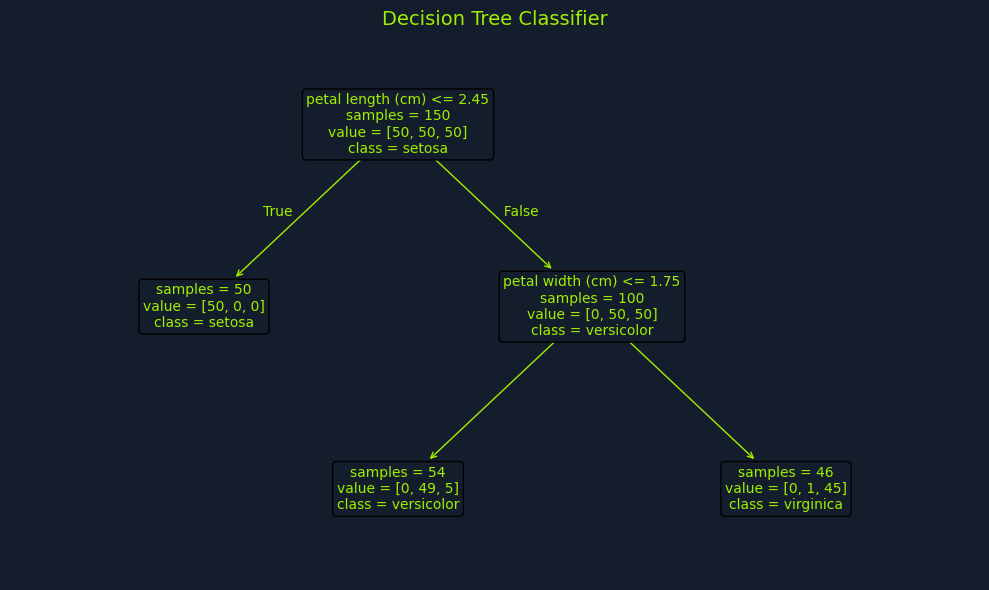 Decision Tree Classifier
petal length (cm) <= 2.45
samples = 150
value = [50, 50, 50]
class = setosa
True
False
samples = 50
value = [50, 0, 0]
class = setosa
petal width (cm) <= 1.75
samples = 100
value = [0, 50, 50]
class = versicolor
samples = 54
value = [0, 49, 5]
class = versicolor
samples = 46
value = [0, 1, 45]
class = virginica